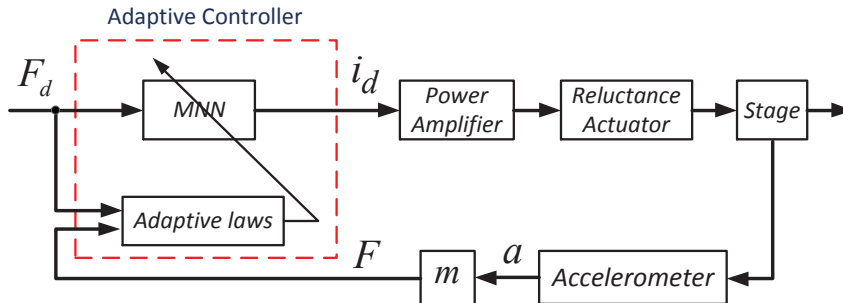 Adaptive Controller
F_d
MNN
i_d
Power
Amplifier
Reluctance
Actuator
Stage
Adaptive laws
F
m
a
Accelerometer